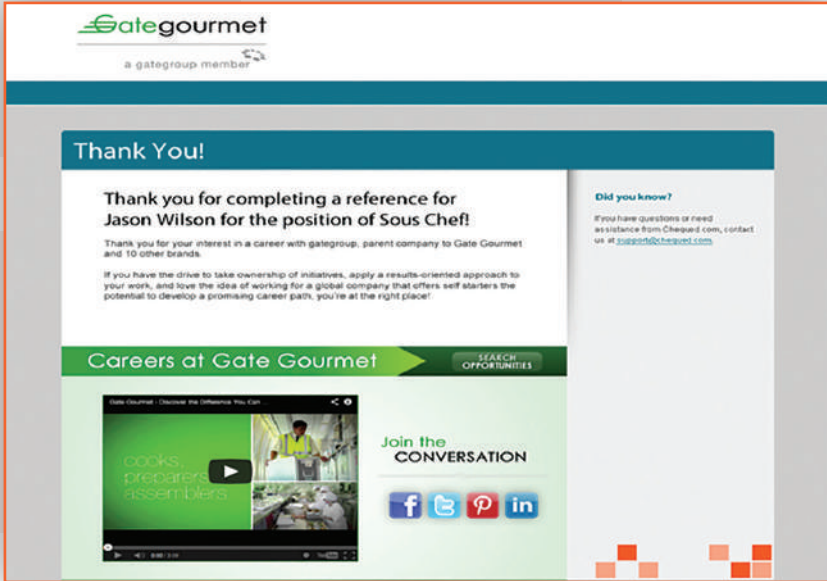 Gategourmet
a gategroup member
Thank You!
Thank you for completing a reference for
Jason Wilson for the position of Sous Chef!
Thank you for your interest in a career with gategroup, parent company to Gate Gourmet
and 10 other brands.
If you have the drive to take ownership of initiatives, apply a results-oriented approach to
your work, and love the idea of working for a global company that offers self starters the
potential to develop a promising career path, you're at the right place!
Did you know?
If you have questions or need
assistance from Chequed.com, contact
us at support@chequed.com.
Careers at Gate Gourmet
SEARCH
OPPORTUNITIES
Gate Gourmet - Discover the Difference You Can ...
cooks,
preparers
assemblers
Join the
CONVERSATION
0:00
YouTube